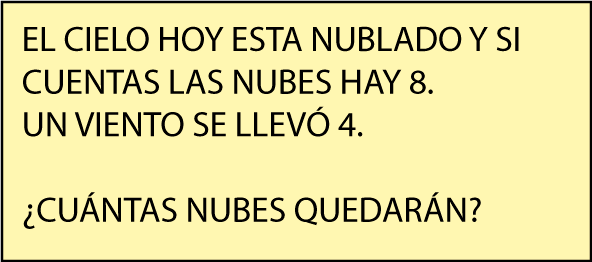 EL CIELO HOY ESTA NUBLADO Y SI
CUENTAS LAS NUBES HAY 8.
UN VIENTO SE LLEVÓ 4.
¿CUÁNTAS NUBES QUEDARÁN?